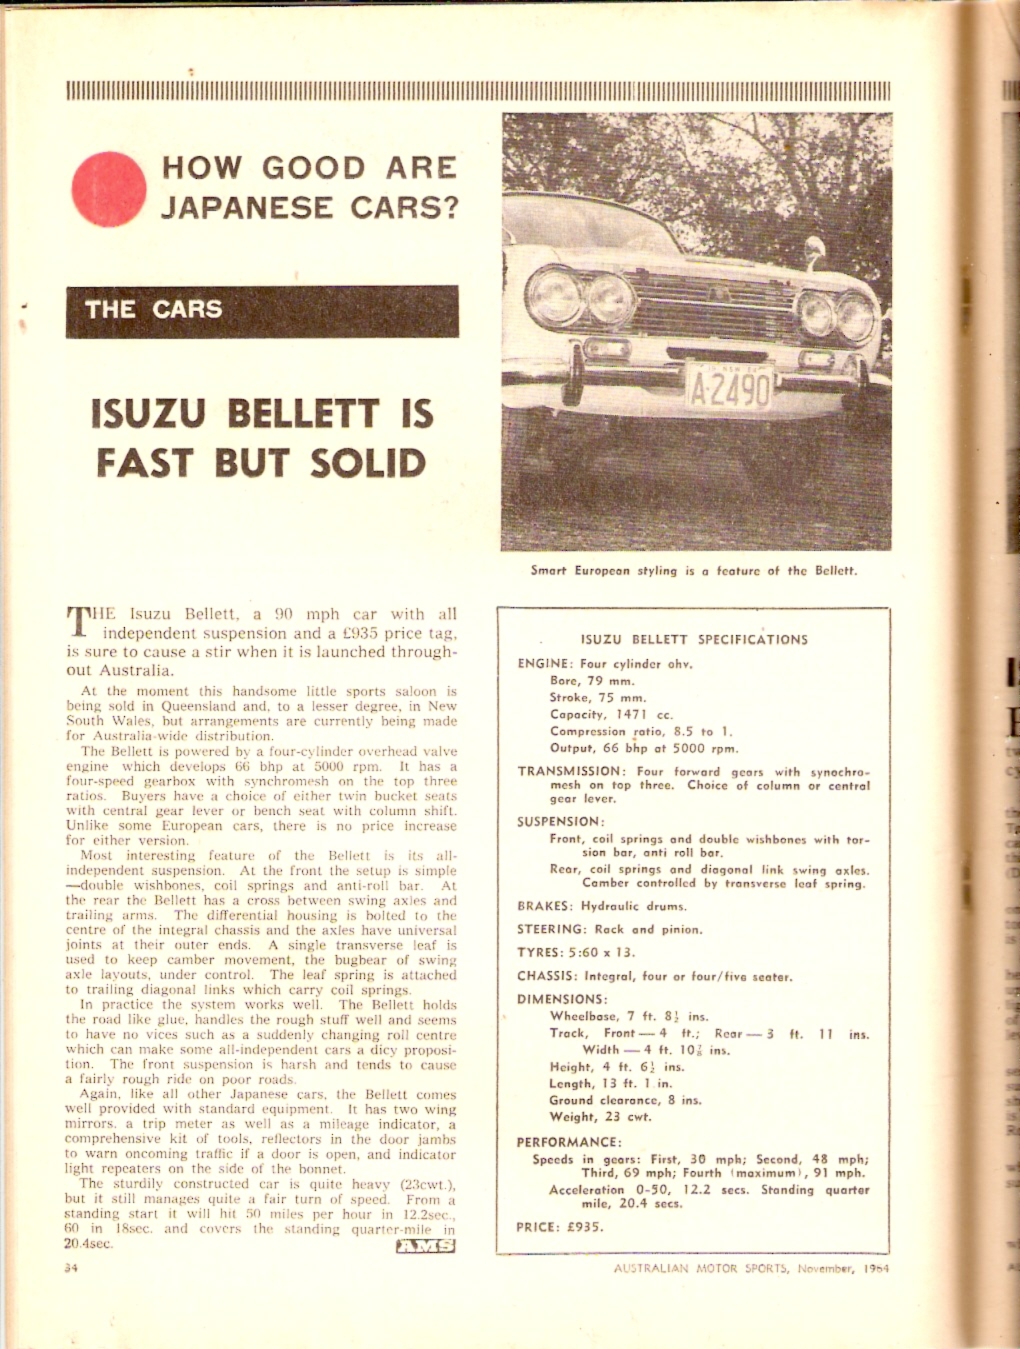 HOW GOOD ARE
JAPANESE CARS?
THE CARS
ISUZU BELLETT IS
FAST BUT SOLID
A·2490
Smart European styling is a feature of the Bellett.
THE Isuzu Bellett, a 90 mph car with all
independent suspension and a £935 price tag,
is sure to cause a stir when it is launched through-
out Australia.
At the moment this handsome little sports saloon is
being sold in Queensland and, to a lesser degree, in New
South Wales, but arrangements are currently being made
for Australia-wide distribution.
The Bellett is powered by a four-cylinder overhead valve
engine which develops 66 bhp at 5000 rpm. It has a
four-speed gearbox with synchromesh on the top three
ratios. Buyers have a choice of either twin bucket seats
with central gear lever or bench seat with column shift.
Unlike some European cars, there is no price increase
for either version.
Most interesting feature of the Bellett is its all-
independent suspension. At the front the setup is simple
—double wishbones, coil springs and anti-roll bar. At
the rear the Bellett has a cross between swing axles and
trailing arms. The differential housing is bolted to the
centre of the integral chassis and the axles have universal
joints at their outer ends. A single transverse leaf is
used to keep camber movement, the bugbear of swing
axle layouts, under control. The leaf spring is attached
to trailing diagonal links which carry coil springs.
In practice the system works well. The Bellett holds
the road like glue, handles the rough stuff well and seems
to have no vices such as a suddenly changing roll centre
which can make some all-independent cars a dicy proposi-
tion. The front suspension is harsh and tends to cause
a fairly rough ride on poor roads.
Again, like all other Japanese cars, the Bellett comes
well provided with standard equipment. It has two wing
mirrors. a trip meter as well as a mileage indicator, a
comprehensive kit of tools, reflectors in the door jambs
to warn oncoming traffic if a door is open, and indicator
light repeaters on the side of the bonnet.
The sturdily constructed car is quite heavy (23cwt.),
but it still manages quite a fair turn of speed. From a
standing start it will hit 50 miles per hour in 12.2sec.,
60 in 18sec. and covers the standing quarter-mile in
20.4sec.
AMS
ISUZU BELLETT SPECIFICATIONS
ENGINE: Four cylinder ohv.
Bore, 79 mm.
Stroke, 75 mm.
Capacity, 1471 cc.
Compression ratio, 8.5 to 1.
Output, 66 bhp at 5000 rpm.
TRANSMISSION: Four forward gears with synochro-
mesh on top three. Choice of column or central
gear lever.
SUSPENSION:
Front, coil springs and double wishbones with tor-
sion bar, anti roll bar.
Rear, coil springs and diagonal link swing axles.
Camber controlled by transverse leaf spring.
BRAKES: Hydraulic drums.
STEERING: Rack and pinion.
TYRES: 5:60 x 13.
CHASSIS: Integral, four or four/five seater.
DIMENSIONS:
Wheelbase, 7 ft. 8½ ins.
Track, Front — 4 ft.; Rear — 3 ft. 11 ins.
Width — 4 ft. ins.
Height, 4 ft. 6½ ins.
Length, 13 ft. 1 in.
Ground clearance, 8 ins.
Weight, 23 cwt.
PERFORMANCE:
Speeds in gears: First, 30 mph; Second, 48 mph;
Third, 69 mph; Fourth (maximum), 91 mph.
Acceleration 0-50, 12.2 secs. Standing quarter
mile, 20.4 secs.
PRICE: £935.
34
AUSTRALIAN MOTOR SPORTS, November, 1964